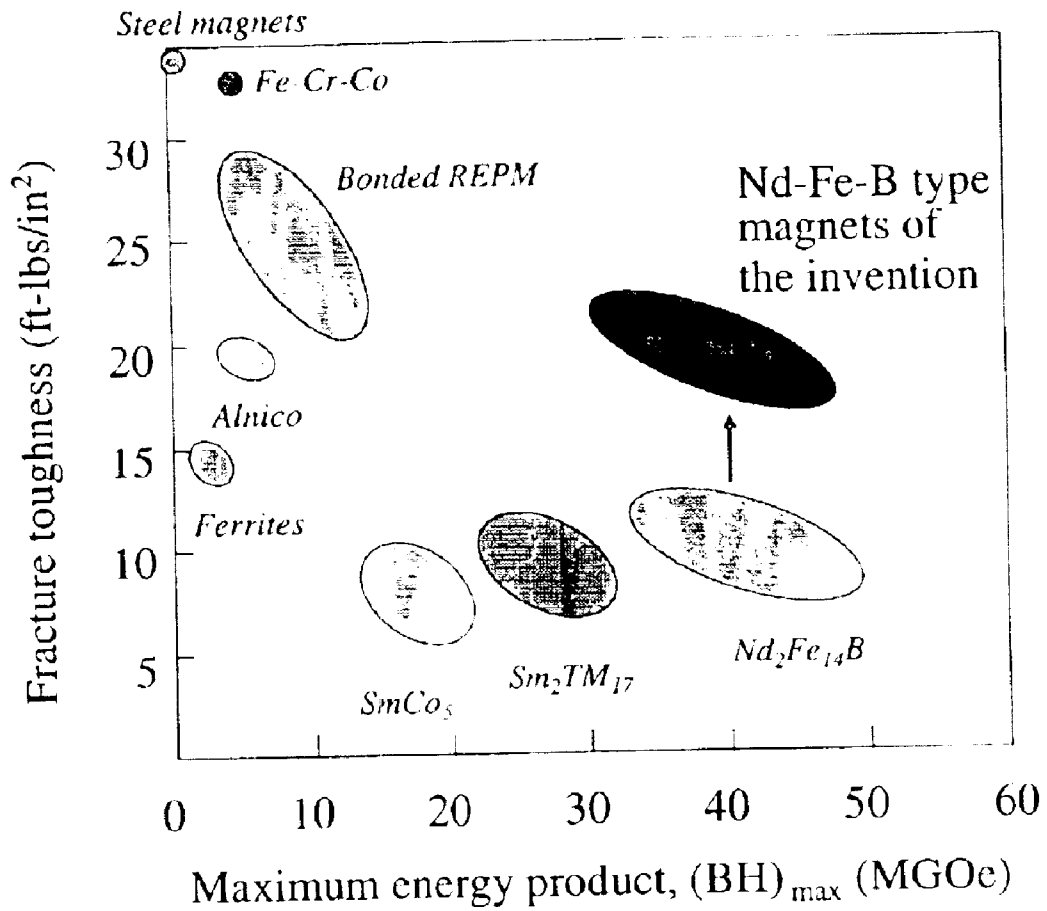 Steel magnets
Fe-Cr-Co
Bonded REPM
Nd-Fe-B type
magnets of
the invention
Alnico
Ferrites
SmCo₅
Sm₂TM₁₇
Nd₂Fe₁₄B
Fracture toughness (ft-lbs/in²)
30
25
20
15
10
5
0
10
20
30
40
50
60
Maximum energy product, (BH)max (MGOe)